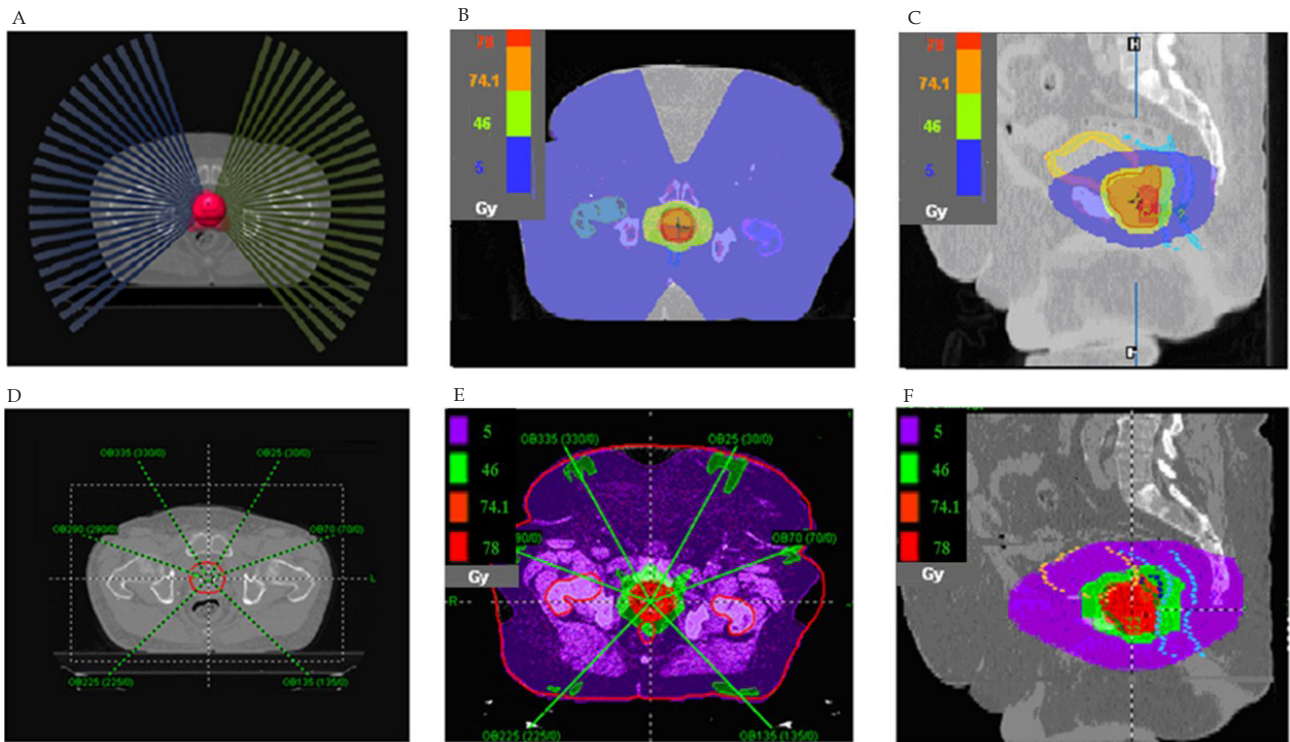 A
B
78
74.1
46
5
Gy
C
78
74.1
46
5
Gy
H
D
OB335 (330/0)
OB25 (30/0)
OB290 (290/0)
OB70 (70/0)
L
OB225 (225/0)
OB135 (135/0)
E
5
46
74.1
78
Gy
OB335 (330/0)
OB25 (30/0)
90/0)
OB70 (70/0)
R
OB225 (225/0)
OB135 (135/0)
F
5
46
74.1
78
Gy